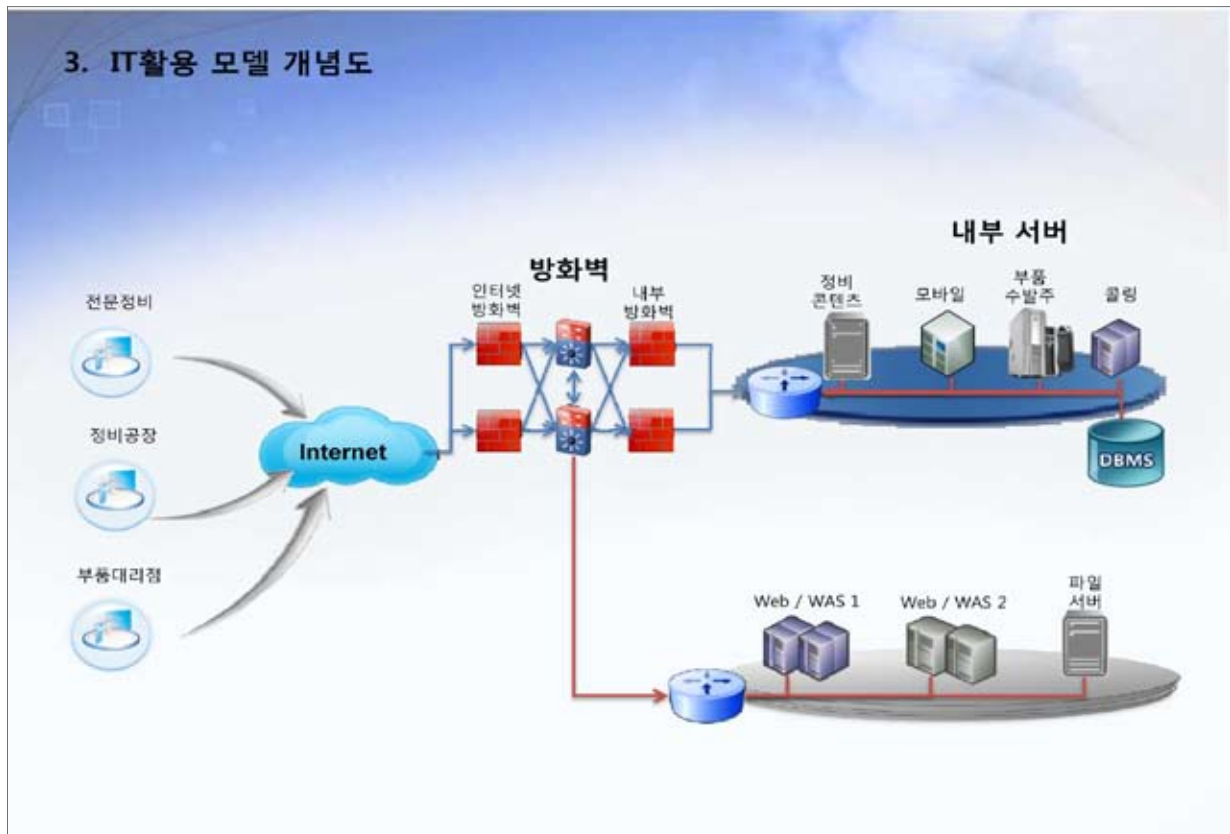 3. IT활용 모델 개념도
내부 서버
방화벽
전문정비
인터넷
방화벽
내부
방화벽
정비
콘텐츠
모바일
부품
수발주
콜링
정비공장
Internet
DBMS
부품대리점
Web / WAS 1
Web / WAS 2
파일
서버